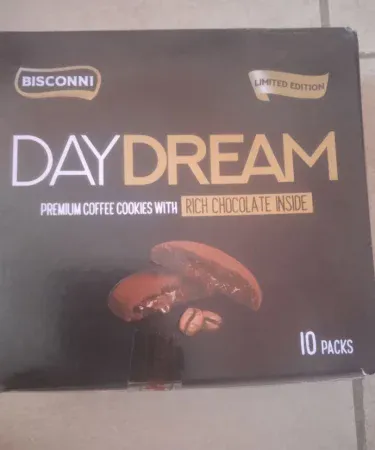 BISCONNI
LIMITED EDITION
DAYDREAM
PREMIUM COFFEE COOKIES WITH RICH CHOCOLATE INSIDE
10 PACKS